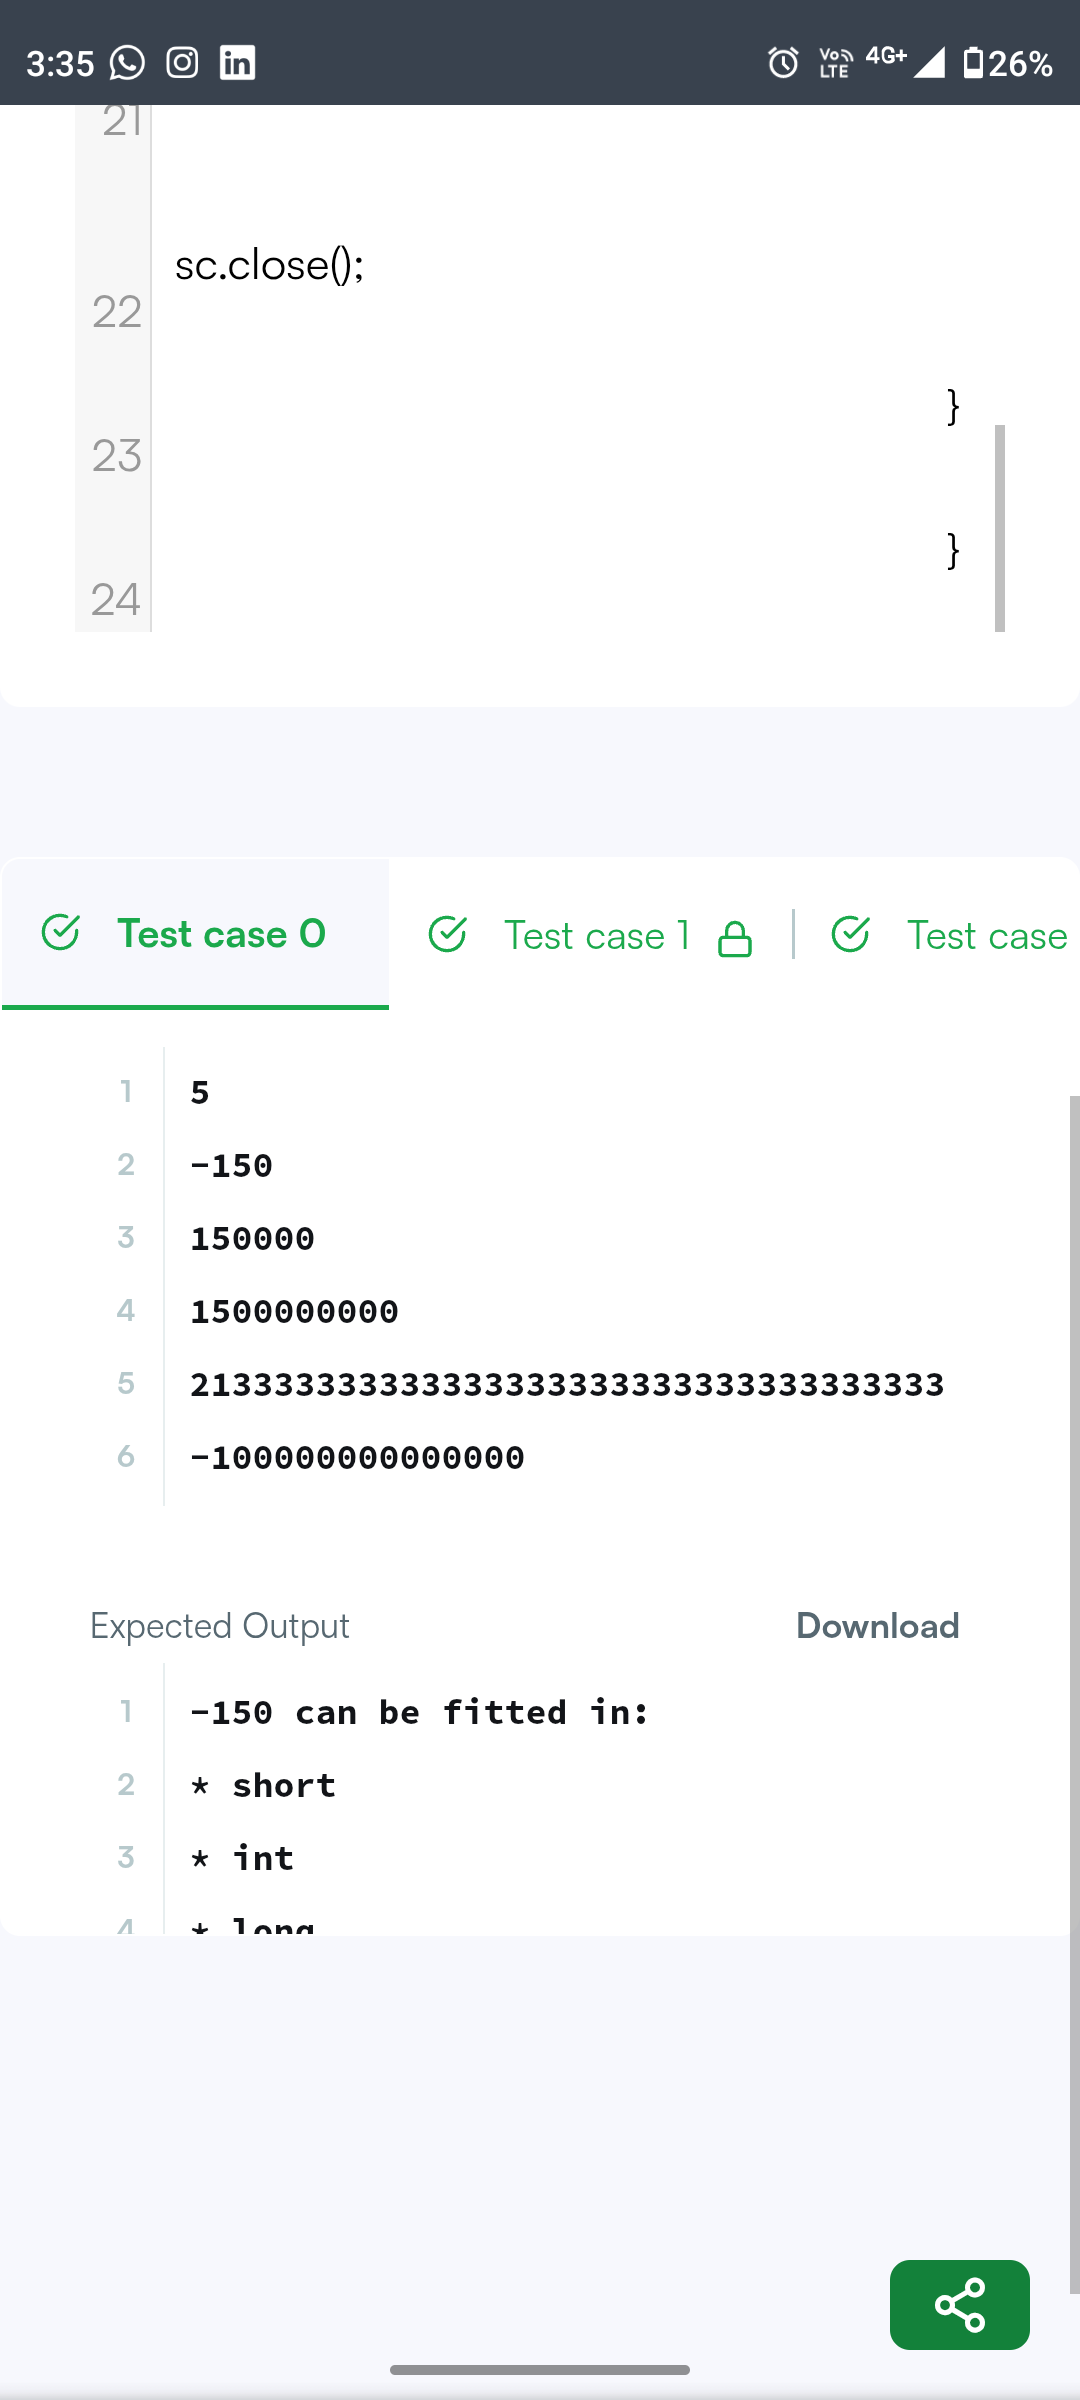 3:35
Vo LTE 4G+ 26%
21
sc.close();
22
}
23
}
24
Test case 0
Test case 1
Test case
1 5
2 -150
3 150000
4 1500000000
5 213333333333333333333333333333333333
6 -100000000000000
Expected Output
Download
1 -150 can be fitted in:
2 * short
3 * int
4 * long